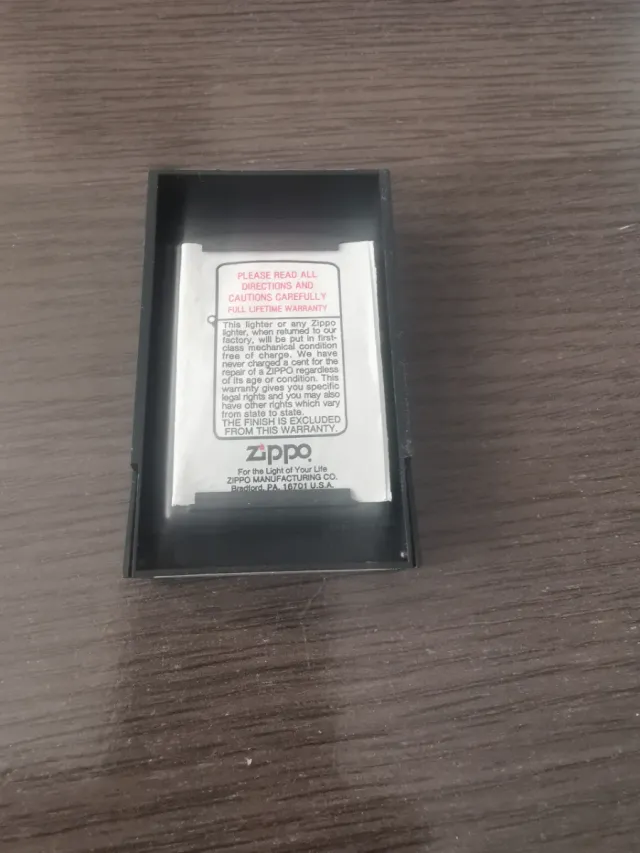 PLEASE READ ALL
DIRECTIONS AND
CAUTIONS CAREFULLY
FULL LIFETIME WARRANTY
This lighter or any Zippo
lighter, when returned to our
factory, will be put in first-
class mechanical condition
free of charge. We have
never charged a cent for the
repair of a ZIPPO regardless
of its age or condition. This
warranty gives you specific
legal rights and you may also
have other rights which vary
from state to state.
THE FINISH IS EXCLUDED
FROM THIS WARRANTY.
Zippo
For the Light of Your Life
ZIPPO MANUFACTURING CO.
Bradford, PA. 16701 U.S.A.